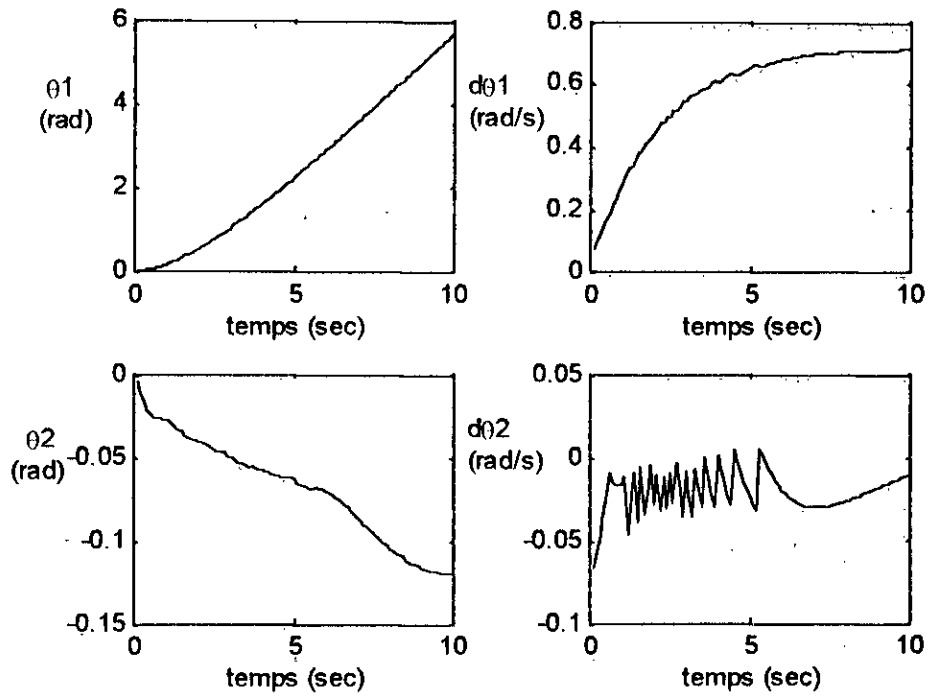 6
θ1
(rad)
4
2
0
0 5 10
temps (sec)
0.8
dθ1
(rad/s)
0.6
0.4
0.2
0
0 5 10
temps (sec)
0
θ2
(rad)
-0.05
-0.1
-0.15
0 5 10
temps (sec)
0.05
dθ2
(rad/s)
0
-0.05
-0.1
0 5 10
temps (sec)